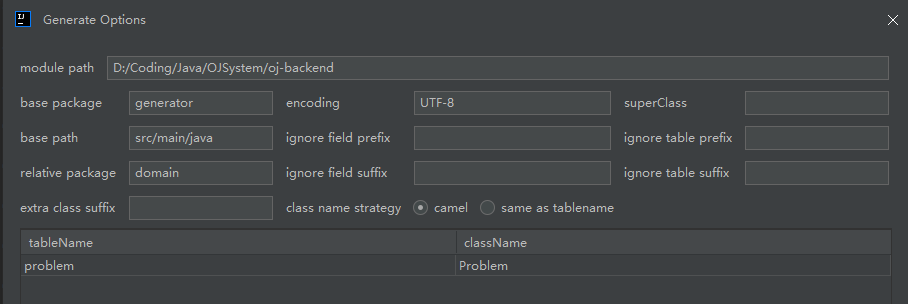 Generate Options
module path D:/Coding/Java/OJSystem/oj-backend
base package generator encoding UTF-8 superClass
base path src/main/java ignore field prefix ignore table prefix
relative package domain ignore field suffix ignore table suffix
extra class suffix class name strategy camel same as tablename
tableName className
problem Problem